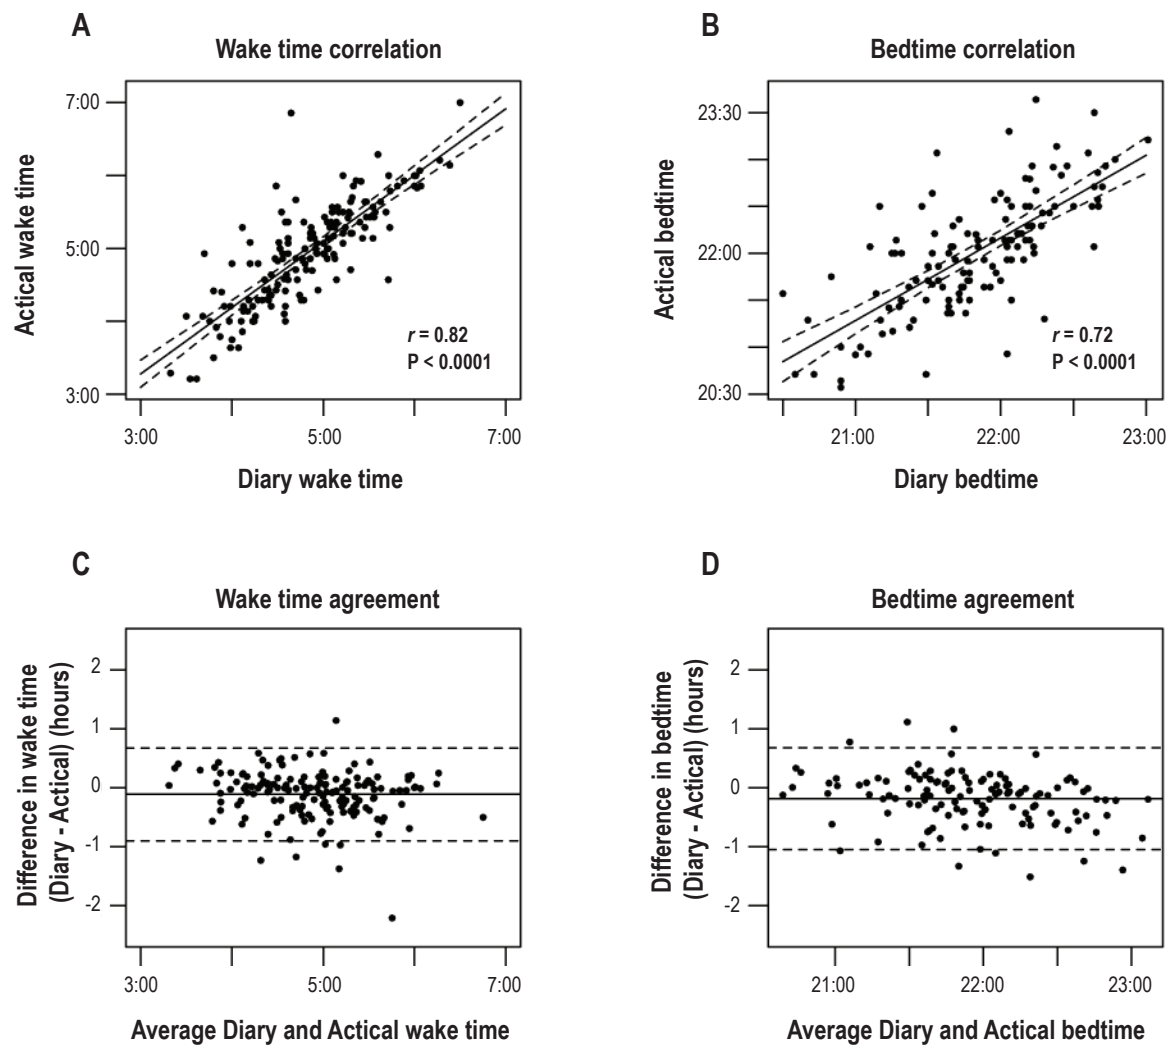 A
Wake time correlation
Actical wake time
7:00
5:00
3:00
r = 0.82
P < 0.0001
3:00 5:00 7:00
Diary wake time
B
Bedtime correlation
Actical bedtime
23:30
22:00
20:30
r = 0.72
P < 0.0001
21:00 22:00 23:00
Diary bedtime
C
Wake time agreement
Difference in wake time
(Diary - Actical) (hours)
2
1
0
-1
-2
3:00 5:00 7:00
Average Diary and Actical wake time
D
Bedtime agreement
Difference in bedtime
(Diary - Actical) (hours)
2
1
0
-1
-2
21:00 22:00 23:00
Average Diary and Actical bedtime